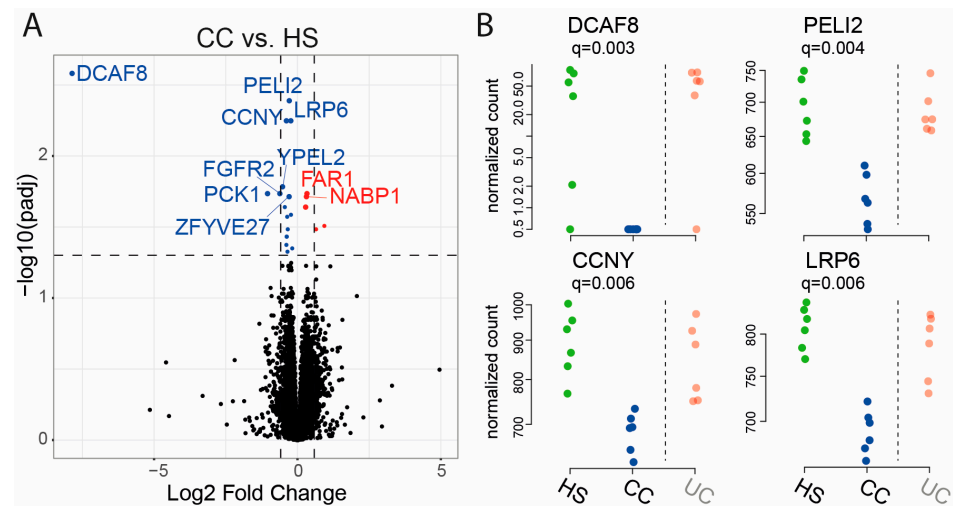 A
CC vs. HS
DCAF8
PELI2
CCNY
LRP6
YPEL2
FGFR2
FAR1
PCK1
NABP1
ZFYVE27
2
1
0
−log10(padj)
−5
0
5
Log2 Fold Change
B
DCAF8
q=0.003
normalized count
0.5 1.0 2.0 5.0 20.0 50.0
PELI2
q=0.004
750
700
650
600
550
CCNY
q=0.006
normalized count
1000
900
800
700
HS
CC
UC
LRP6
q=0.006
800
750
700
HS
CC
UC